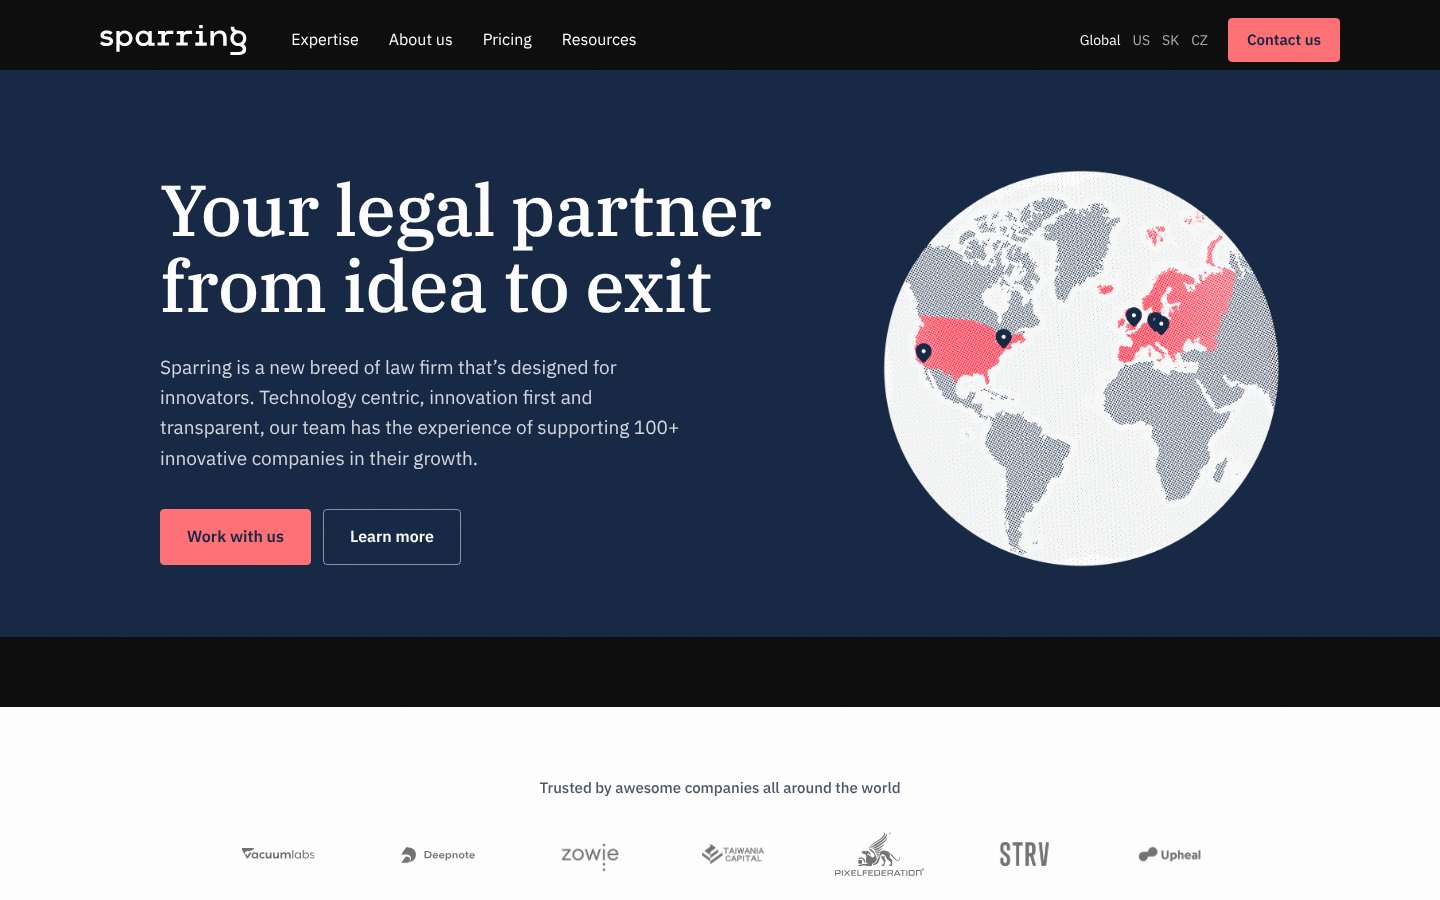 sparring
Expertise
About us
Pricing
Resources
Global
US
SK
CZ
Contact us
Your legal partner
from idea to exit
Sparring is a new breed of law firm that’s designed for
innovators. Technology centric, innovation first and
transparent, our team has the experience of supporting 100+
innovative companies in their growth.
Work with us
Learn more
Trusted by awesome companies all around the world
Vacuumlabs
Deepnote
zowie
TAIWANIA
CAPITAL
PIXELFEDERATION
STRV
Upheal